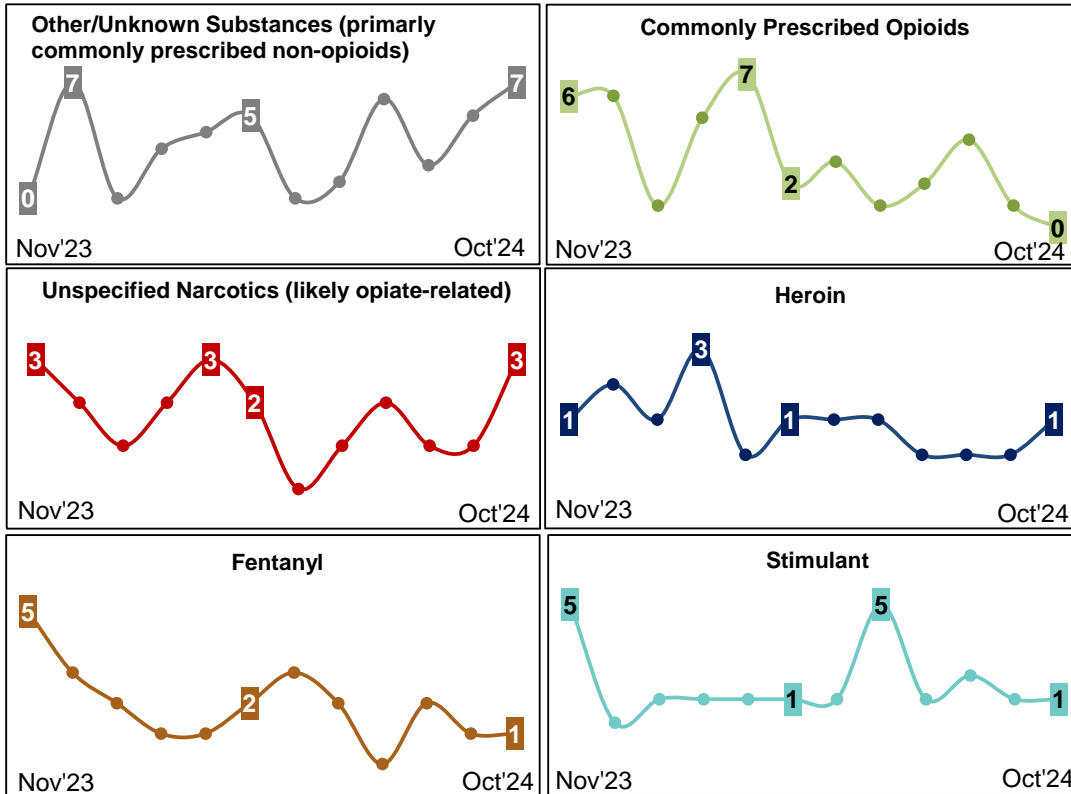 Other/Unknown Substances (primarly
commonly prescribed non-opioids)
7
5
7
0
Nov'23
Oct'24
Commonly Prescribed Opioids
6
7
2
0
Nov'23
Oct'24
Unspecified Narcotics (likely opiate-related)
3
3
2
3
Nov'23
Oct'24
Heroin
1
3
1
1
Nov'23
Oct'24
Fentanyl
5
2
1
Nov'23
Oct'24
Stimulant
5
5
1
1
Nov'23
Oct'24